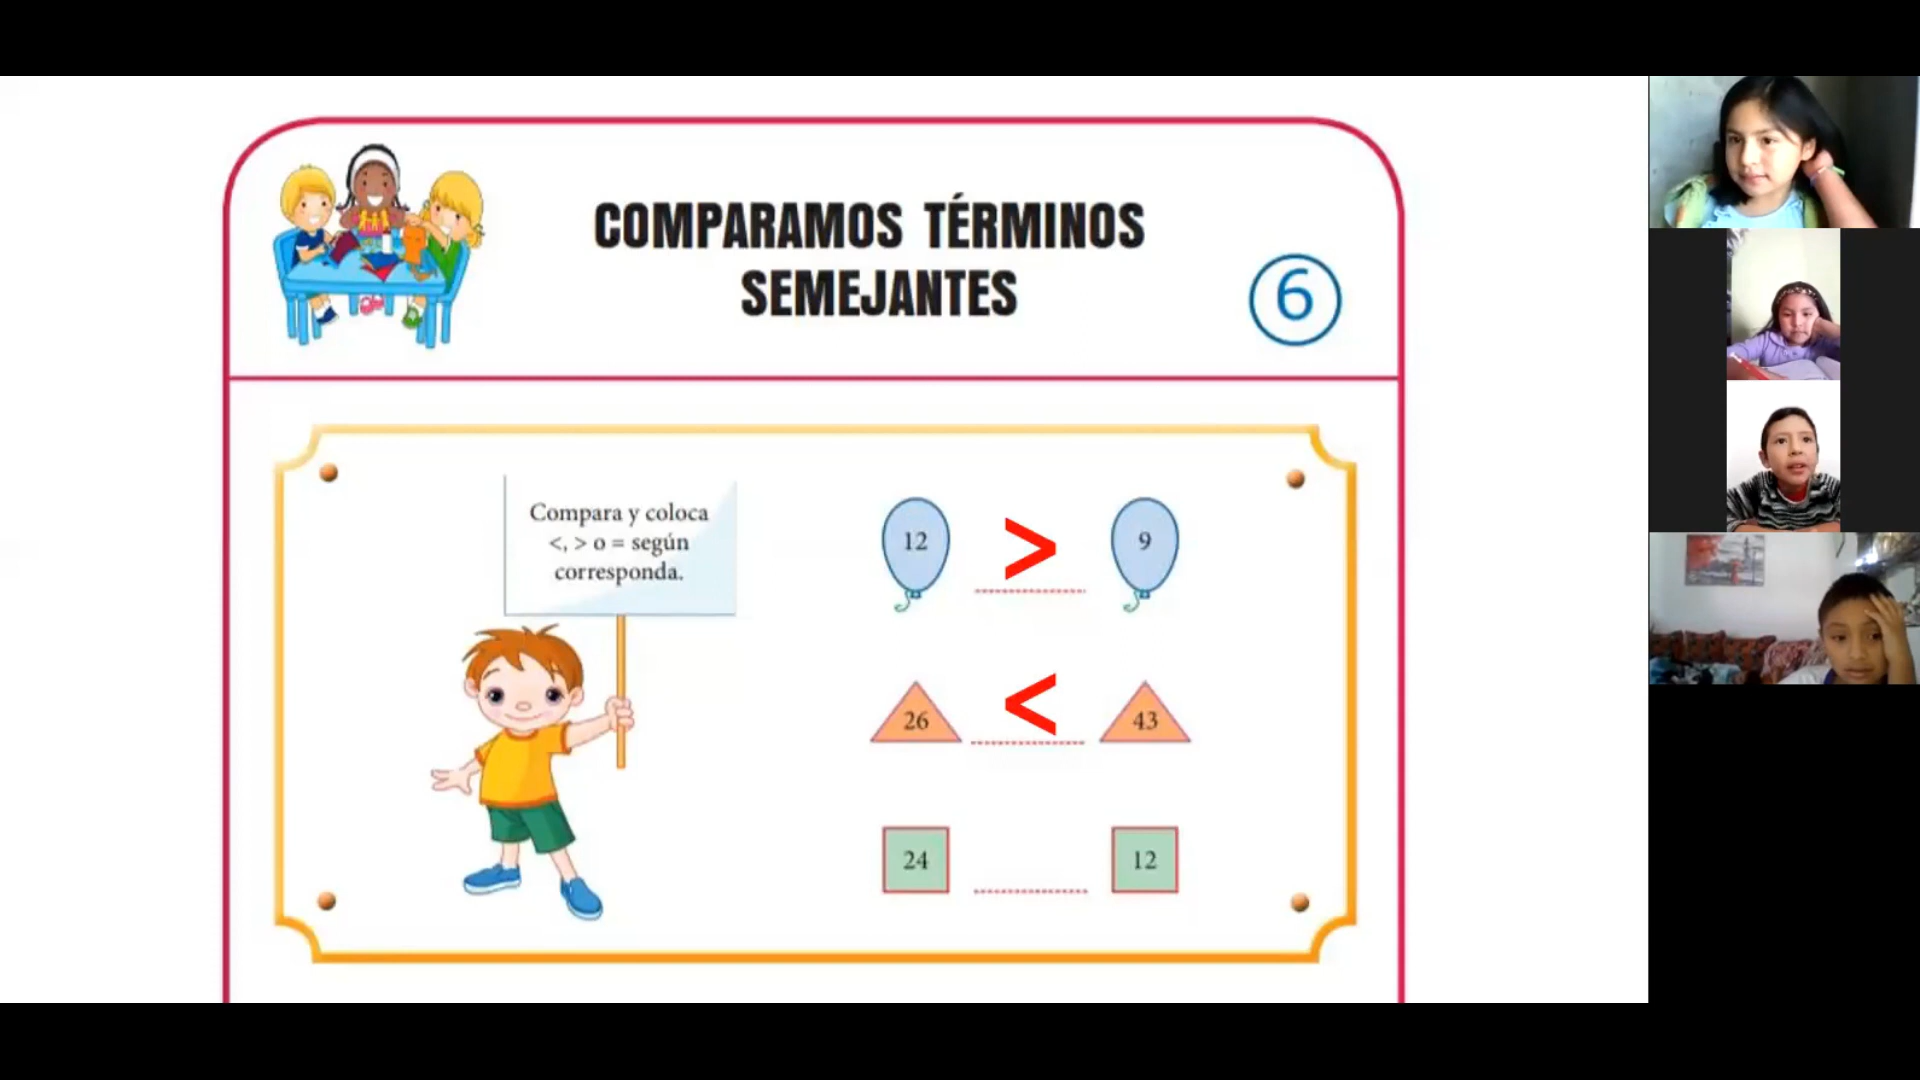 COMPARAMOS TÉRMINOS
SEMEJANTES
6
Compara y coloca
<, > o = según
corresponda.
12 > 9
26 < 43
24 12